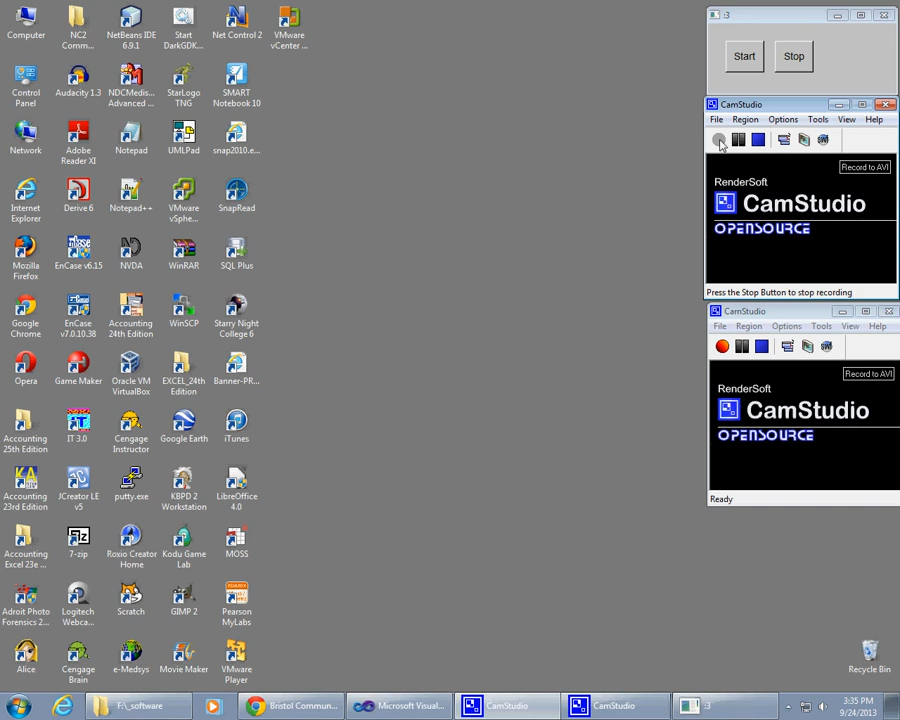 Computer
NC2
Comm...
NetBeans IDE
6.9.1
Start
DarkGDK...
Net Control 2
VMware
vCenter ...
Control
Panel
Audacity 1.3
NDCMedis...
Advanced ...
StarLogo
TNG
SMART
Notebook 10
Network
Adobe
Reader XI
Notepad
UMLPad
snap2010.e...
Internet
Explorer
Derive 6
Notepad++
VMware
vSphe...
SnapRead
Mozilla
Firefox
EnCase v6.15
NVDA
WinRAR
SQL Plus
Google
Chrome
EnCase
v7.0.10.38
Accounting
24th Edition
WinSCP
Starry Night
College 6
Opera
Game Maker
Oracle VM
VirtualBox
EXCEL_24th
Edition
Banner-PR...
Accounting
25th Edition
IT 3.0
Cengage
Instructor
Google Earth
iTunes
Accounting
23rd Edition
JCreator LE
v5
putty.exe
KBPD 2
Workstation
LibreOffice
4.0
Accounting
Excel 23e ...
7-zip
Roxio Creator
Home
Kodu Game
Lab
MOSS
Adroit Photo
Forensics 2...
Logitech
Webca...
Scratch
GIMP 2
Pearson
MyLabs
Alice
Cengage
Brain
e-Medsys
Movie Maker
VMware
Player
:3
Start Stop
CamStudio
File Region Options Tools View Help
Record to AVI
RenderSoft
CamStudio
OPENSOURCE
Press the Stop Button to stop recording
CamStudio
File Region Options Tools View Help
Record to AVI
RenderSoft
CamStudio
OPENSOURCE
Ready
Recycle Bin
F:\_software
Bristol Commun...
Microsoft Visual...
CamStudio
CamStudio
:3
3:35 PM
9/24/2013